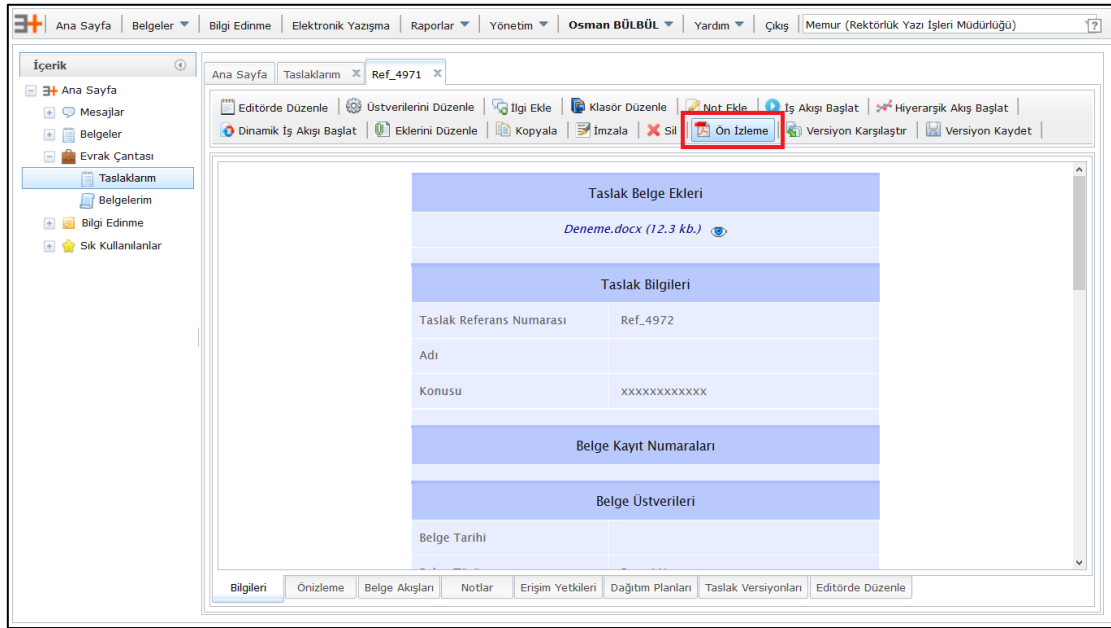 Ana Sayfa Belgeler Bilgi Edinme Elektronik Yazışma Raporlar Yönetim Osman BÜLBÜL Yardım Çıkış Memur (Rektörlük Yazı İşleri Müdürlüğü) ?
İçerik
Ana Sayfa
Mesajlar
Belgeler
Evrak Çantası
Taslaklarım
Belgelerim
Bilgi Edinme
Sık Kullanılanlar
Ana Sayfa Taslaklarım X Ref_4971 X
Editörde Düzenle Üstverilerini Düzenle İlgi Ekle Klasör Düzenle Not Ekle İş Akışı Başlat Hiyerarşik Akış Başlat
Dinamik İş Akışı Başlat Eklerini Düzenle Kopyala İmzala Sil Ön İzleme Versiyon Karşılaştır Versiyon Kaydet
Taslak Belge Ekleri
Deneme.docx (12.3 kb.)
Taslak Bilgileri
Taslak Referans Numarası Ref_4972
Adı
Konusu xxxxxxxxxxxx
Belge Kayıt Numaraları
Belge Üstverileri
Belge Tarihi
Bilgileri Önizleme Belge Akışları Notlar Erişim Yetkileri Dağıtım Planları Taslak Versiyonları Editörde Düzenle